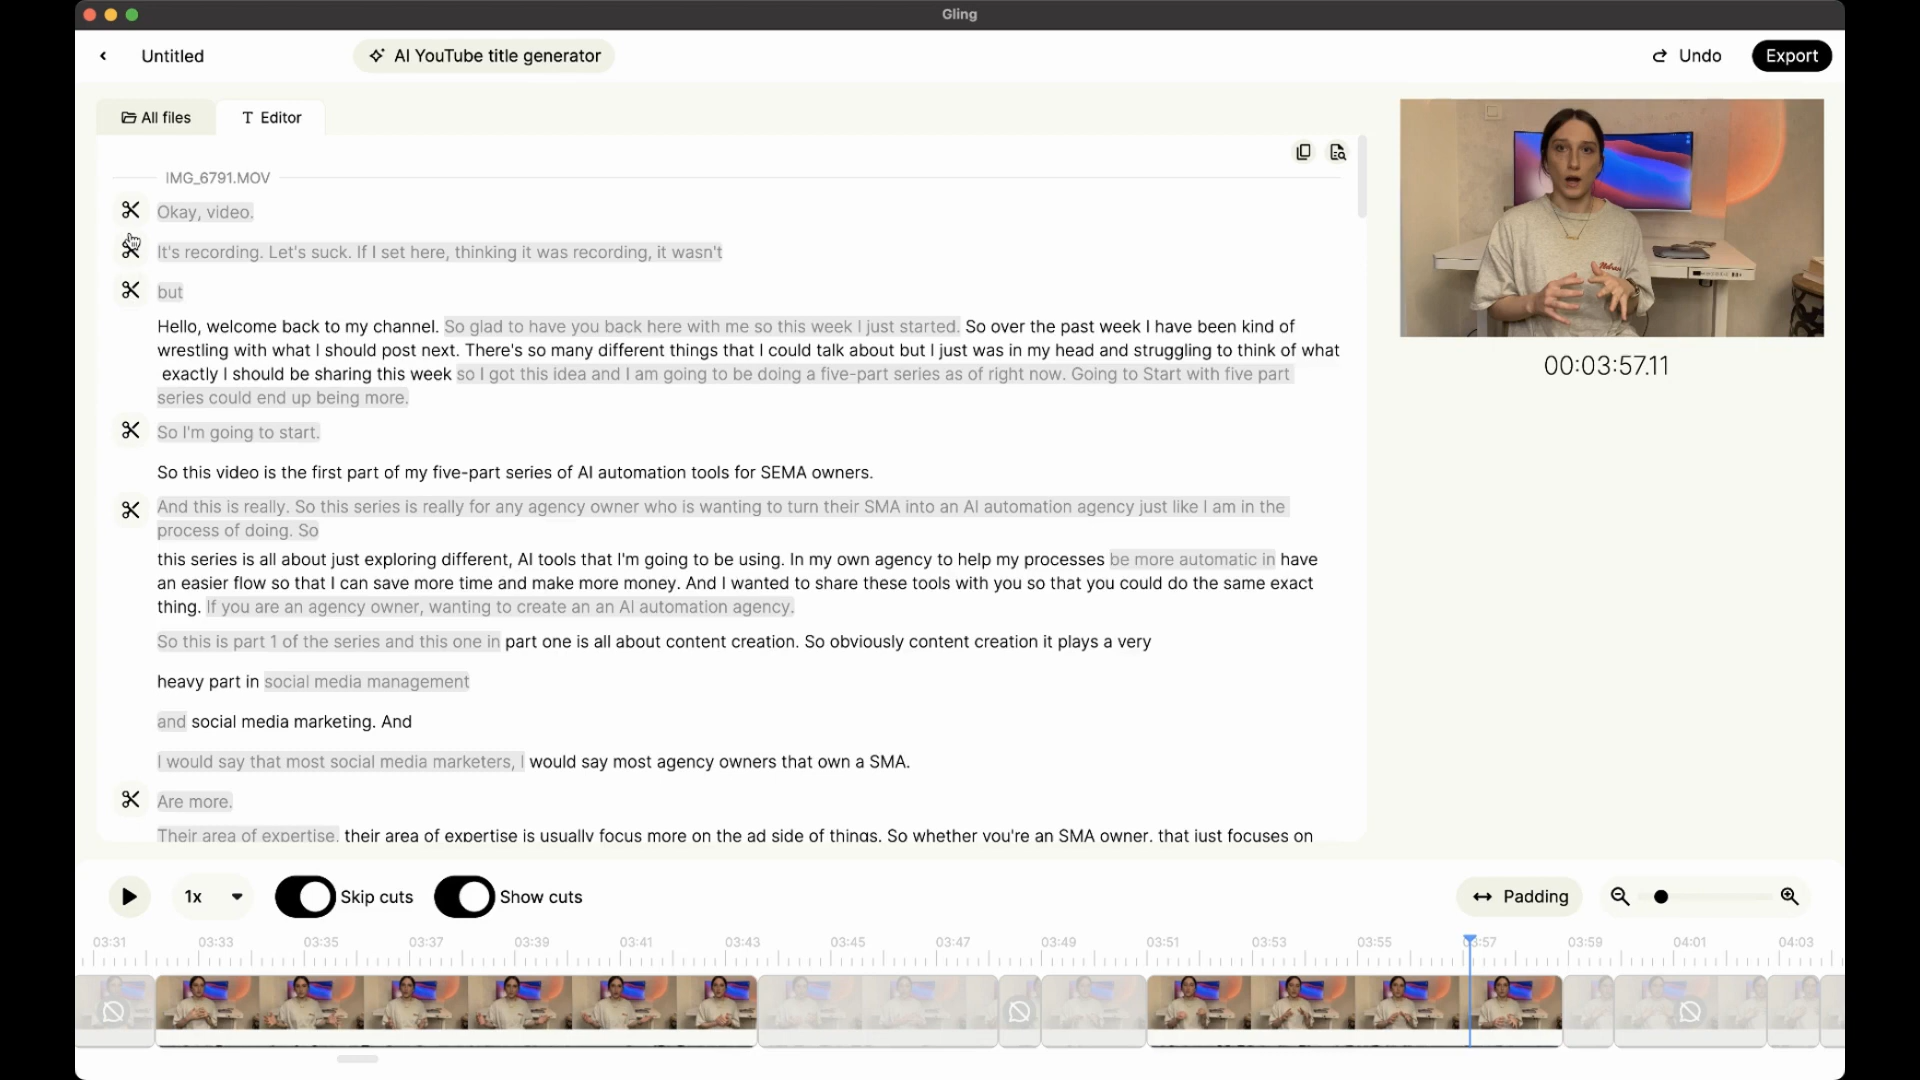 Gling
Untitled
AI YouTube title generator
Undo
Export
All files
Editor
IMG_6791.MOV
Okay, video.
It's recording. Let's suck. If I set here, thinking it was recording, it wasn't
but
Hello, welcome back to my channel. So glad to have you back here with me so this week I just started. So over the past week I have been kind of
wrestling with what I should post next. There's so many different things that I could talk about but I just was in my head and struggling to think of what
exactly I should be sharing this week so I got this idea and I am going to be doing a five-part series as of right now. Going to Start with five part
series could end up being more.
So I'm going to start.
So this video is the first part of my five-part series of AI automation tools for SEMA owners.
And this is really. So this series is really for any agency owner who is wanting to turn their SMA into an AI automation agency just like I am in the
process of doing. So
this series is all about just exploring different, AI tools that I'm going to be using. In my own agency to help my processes be more automatic in have
an easier flow so that I can save more time and make more money. And I wanted to share these tools with you so that you could do the same exact
thing. If you are an agency owner, wanting to create an an AI automation agency.
So this is part 1 of the series and this one in part one is all about content creation. So obviously content creation it plays a very
heavy part in social media management
and social media marketing. And
I would say that most social media marketers, I would say most agency owners that own a SMA.
Are more.
Their area of expertise, their area of expertise is usually focus more on the ad side of things. So whether you're an SMA owner, that just focuses on
00:03:57.11
1x
Skip cuts
Show cuts
Padding
03:31 03:33 03:35 03:37 03:39 03:41 03:43 03:45 03:47 03:49 03:51 03:53 03:55 03:57 03:59 04:01 04:03